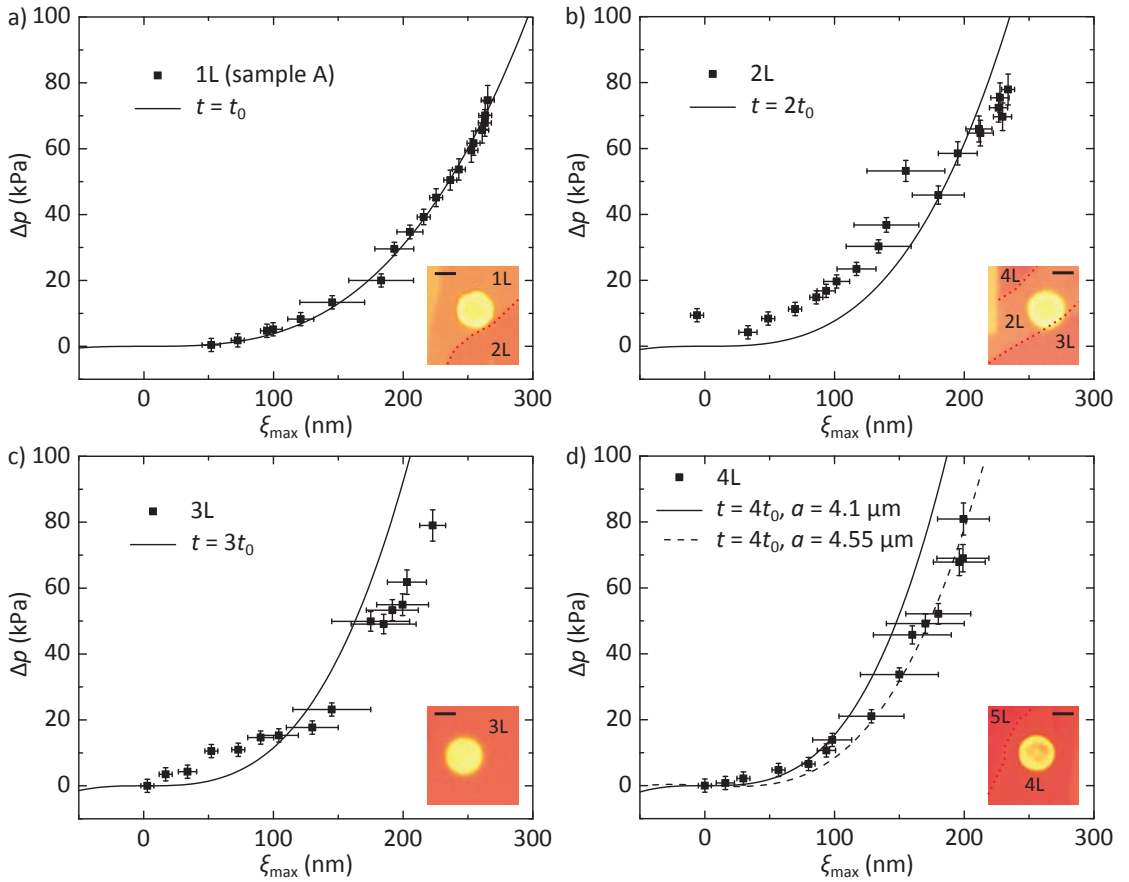 a)
100
80
60
40
20
0
Δp (kPa)
1L (sample A)
t = t₀
1L
2L
0
100
200
300
ξmax (nm)
b)
100
80
60
40
20
0
Δp (kPa)
2L
t = 2t₀
4L
2L
3L
0
100
200
300
ξmax (nm)
c)
100
80
60
40
20
0
Δp (kPa)
3L
t = 3t₀
3L
0
100
200
300
ξmax (nm)
d)
100
80
60
40
20
0
Δp (kPa)
4L
t = 4t₀, a = 4.1 µm
t = 4t₀, a = 4.55 µm
5L
4L
0
100
200
300
ξmax (nm)